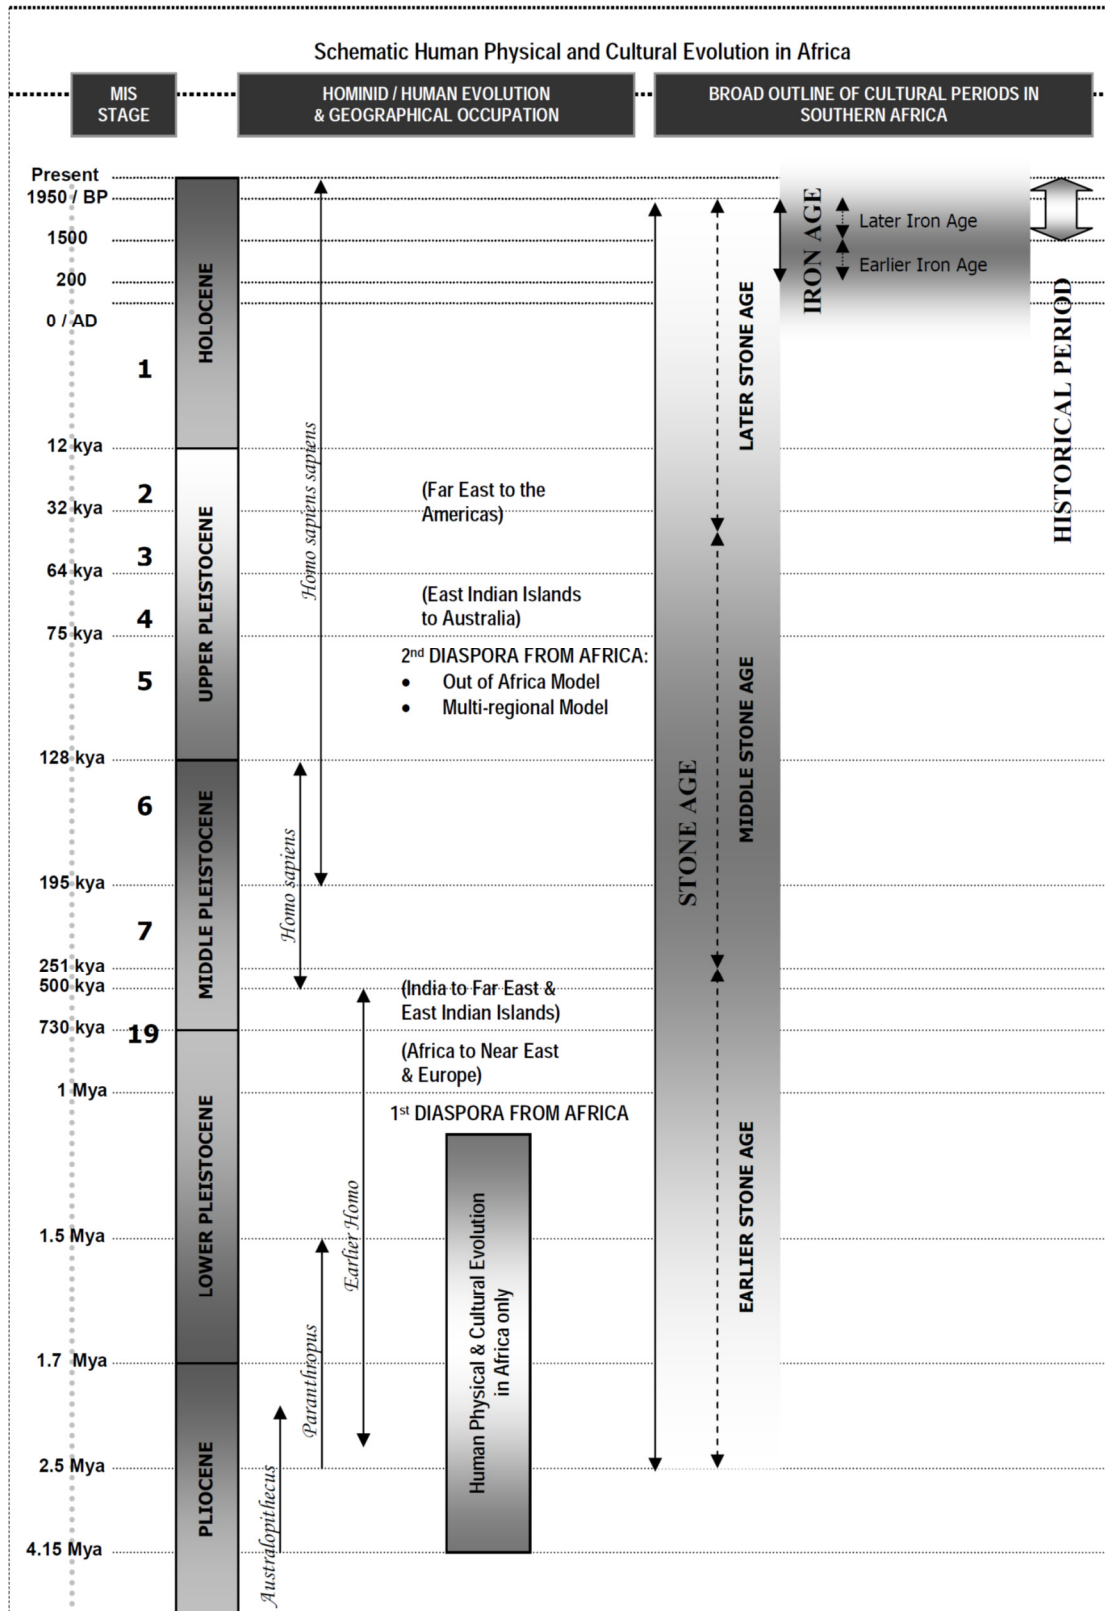 Schematic Human Physical and Cultural Evolution in Africa
MIS
STAGE
HOMINID / HUMAN EVOLUTION
& GEOGRAPHICAL OCCUPATION
BROAD OUTLINE OF CULTURAL PERIODS IN
SOUTHERN AFRICA
Present
1950 / BP
1500
200
0 / AD
12 kya
32 kya
64 kya
75 kya
128 kya
195 kya
251 kya
500 kya
730 kya
1 Mya
1.5 Mya
1.7 Mya
2.5 Mya
4.15 Mya
1
2
3
4
5
6
7
19
HOLOCENE
UPPER PLEISTOCENE
MIDDLE PLEISTOCENE
LOWER PLEISTOCENE
PLIOCENE
Homo sapiens sapiens
Homo sapiens
Earlier Homo
Paranthropus
Australopithecus
(Far East to the
Americas)
(East Indian Islands
to Australia)
2nd DIASPORA FROM AFRICA:
• Out of Africa Model
• Multi-regional Model
(India to Far East &
East Indian Islands)
(Africa to Near East
& Europe)
1st DIASPORA FROM AFRICA
Human Physical & Cultural Evolution
in Africa only
STONE AGE
LATER STONE AGE
MIDDLE STONE AGE
EARLIER STONE AGE
IRON AGE
Later Iron Age
Earlier Iron Age
HISTORICAL PERIOD